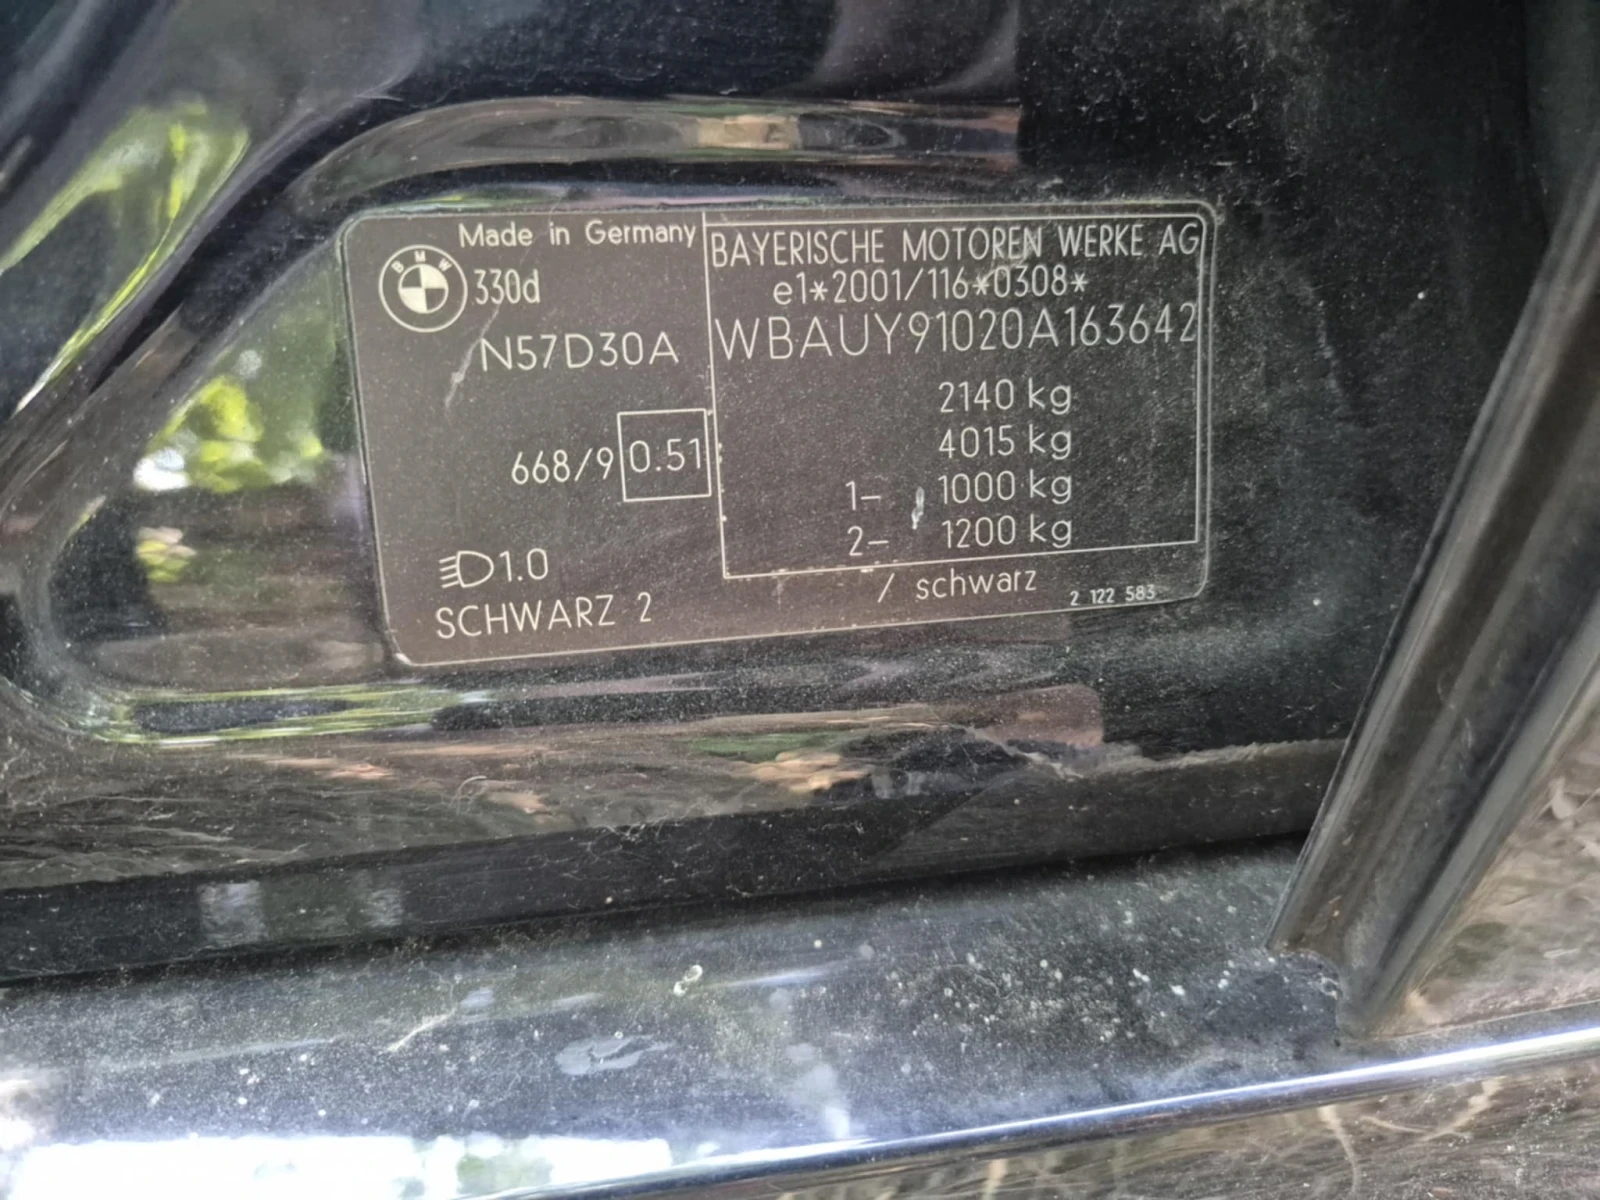 Made in Germany
BMW
330d
N57D30A
668/9 0.51
1.0
SCHWARZ 2
BAYERISCHE MOTOREN WERKE AG
e1*2001/116*0308*
WBAUY91020A163642
2140 kg
4015 kg
1– 1000 kg
2– 1200 kg
/ schwarz
2 122 583